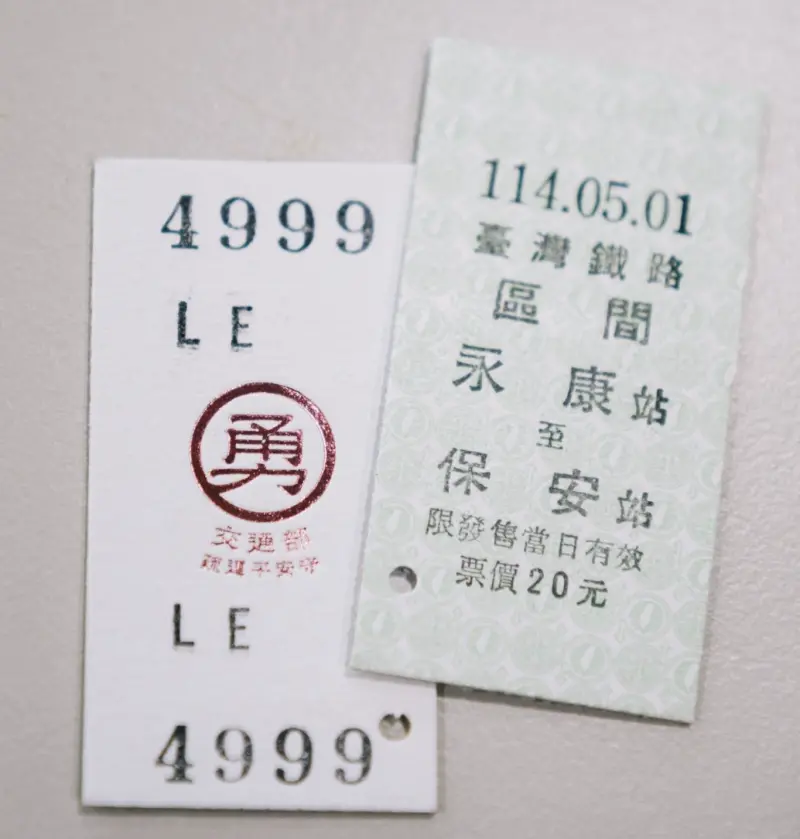 4999
LE
勇
交通部
疏運平安符
LE
4999
114.05.01
臺灣鐵路
區間
永康站
至
保安站
限發售當日有效
票價20元